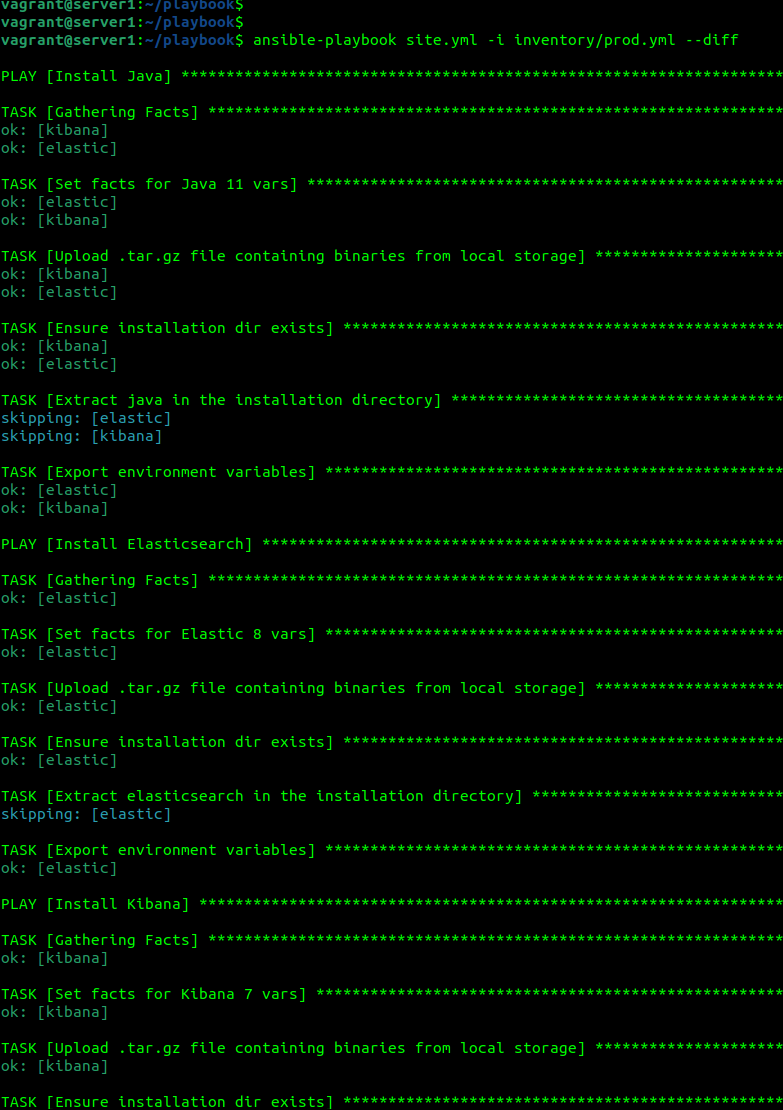 vagrant@server1:~/playbook$
vagrant@server1:~/playbook$
vagrant@server1:~/playbook$ ansible-playbook site.yml -i inventory/prod.yml --diff
PLAY [Install Java] *******************************************************************
TASK [Gathering Facts] ****************************************************************
ok: [kibana]
ok: [elastic]
TASK [Set facts for Java 11 vars] *****************************************************
ok: [elastic]
ok: [kibana]
TASK [Upload .tar.gz file containing binaries from local storage] *********************
ok: [kibana]
ok: [elastic]
TASK [Ensure installation dir exists] *************************************************
ok: [kibana]
ok: [elastic]
TASK [Extract java in the installation directory] *************************************
skipping: [elastic]
skipping: [kibana]
TASK [Export environment variables] ***************************************************
ok: [elastic]
ok: [kibana]
PLAY [Install Elasticsearch] **********************************************************
TASK [Gathering Facts] ****************************************************************
ok: [elastic]
TASK [Set facts for Elastic 8 vars] ***************************************************
ok: [elastic]
TASK [Upload .tar.gz file containing binaries from local storage] *********************
ok: [elastic]
TASK [Ensure installation dir exists] *************************************************
ok: [elastic]
TASK [Extract elasticsearch in the installation directory] ****************************
skipping: [elastic]
TASK [Export environment variables] ***************************************************
ok: [elastic]
PLAY [Install Kibana] *****************************************************************
TASK [Gathering Facts] ****************************************************************
ok: [kibana]
TASK [Set facts for Kibana 7 vars] ****************************************************
ok: [kibana]
TASK [Upload .tar.gz file containing binaries from local storage] *********************
ok: [kibana]
TASK [Ensure installation dir exists] *************************************************